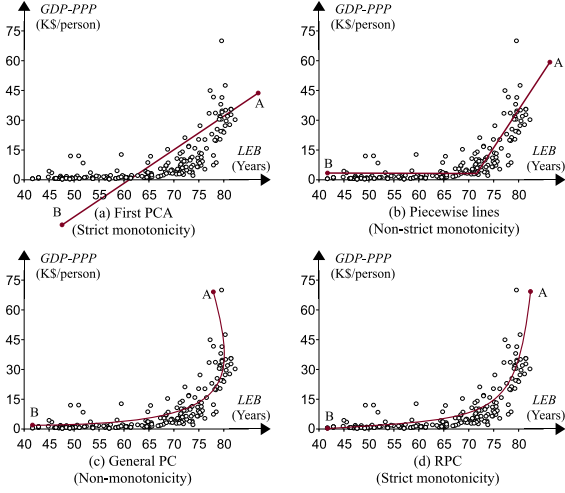 GDP-PPP
(K$/person)
75
60
45
30
15
0
A
B
LEB
(Years)
40 45 50 55 60 65 70 75 80
(a) First PCA
(Strict monotonicity)
GDP-PPP
(K$/person)
75
60
45
30
15
0
A
B
LEB
(Years)
40 45 50 55 60 65 70 75 80
(b) Piecewise lines
(Non-strict monotonicity)
GDP-PPP
(K$/person)
75
60
45
30
15
0
A
B
LEB
(Years)
40 45 50 55 60 65 70 75 80
(c) General PC
(Non-monotonicity)
GDP-PPP
(K$/person)
75
60
45
30
15
0
A
B
LEB
(Years)
40 45 50 55 60 65 70 75 80
(d) RPC
(Strict monotonicity)